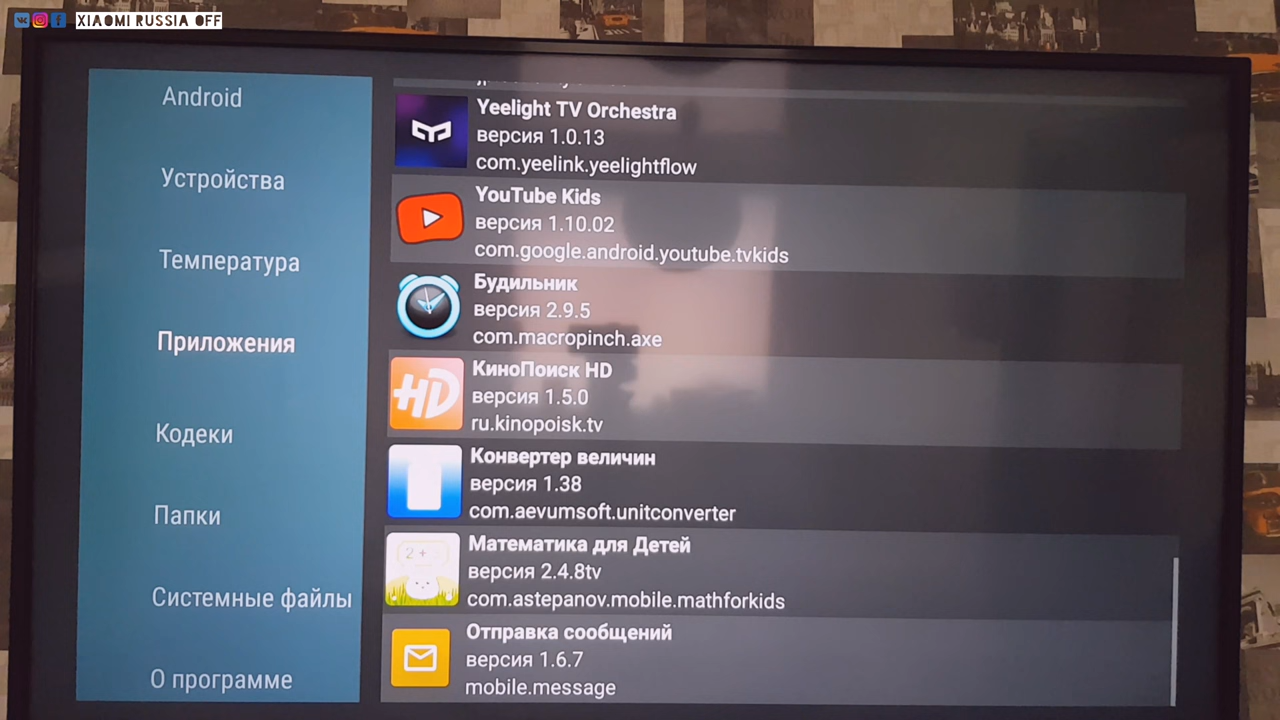 XIAOMI RUSSIA OFF
Android
Устройства
Температура
Приложения
Кодеки
Папки
Системные файлы
О программе
Yeelight TV Orchestra
версия 1.0.13
com.yeelink.yeelightflow
YouTube Kids
версия 1.10.02
com.google.android.youtube.tvkids
Будильник
версия 2.9.5
com.macropinch.axe
HD
КиноПоиск HD
версия 1.5.0
ru.kinopoisk.tv
Конвертер величин
версия 1.38
com.aevumsoft.unitconverter
2 +
Математика для Детей
версия 2.4.8tv
com.astepanov.mobile.mathforkids
Отправка сообщений
версия 1.6.7
mobile.message